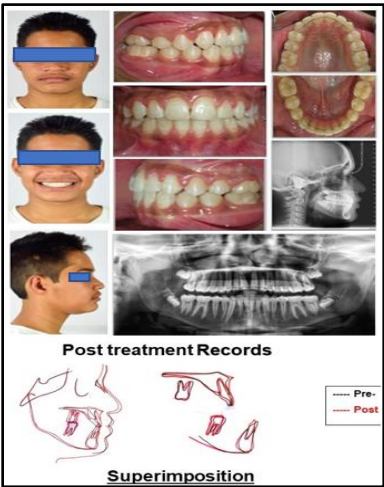 Post treatment Records
----- Pre-
----- Post
Superimposition